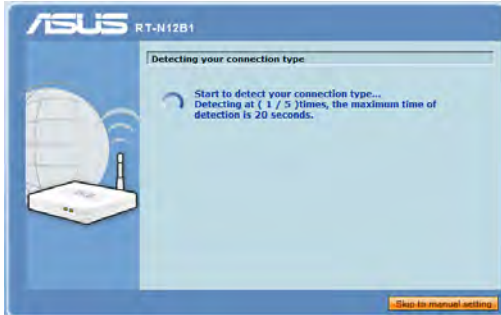 ASUS RT-N12B1
Detecting your connection type
Start to detect your connection type...
Detecting at ( 1 / 5 )times, the maximum time of
detection is 20 seconds.
Skip to manual setting